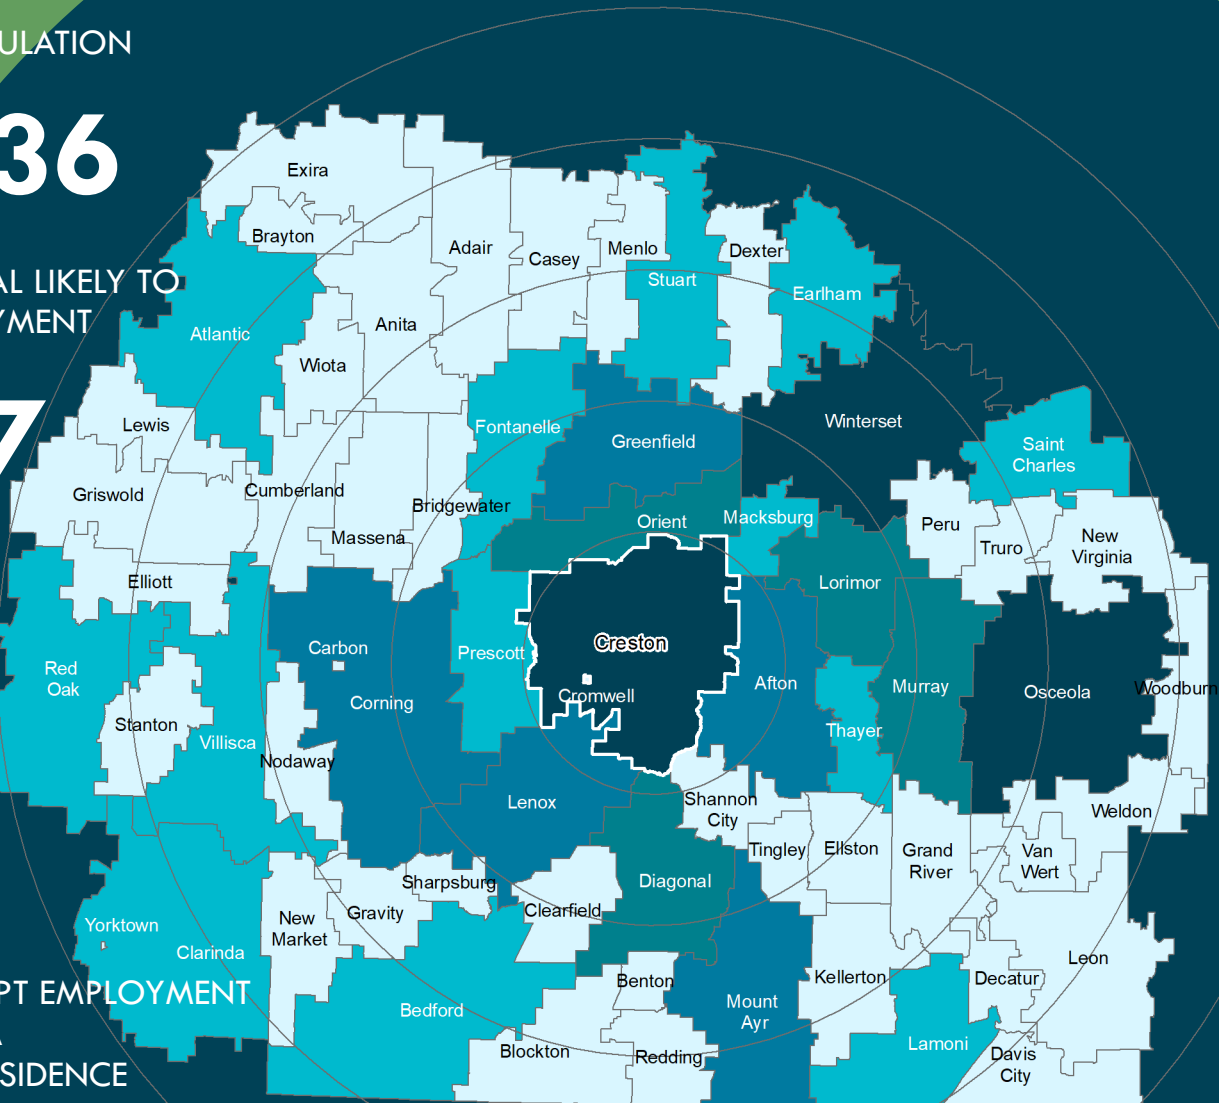 ULATION
36
AL LIKELY TO
YMENT
7
PT EMPLOYMENT
SIDENCE
Exira
Brayton
Adair
Casey
Menlo
Dexter
Stuart
Earlham
Atlantic
Anita
Wiota
Lewis
Fontanelle
Greenfield
Winterset
Saint
Charles
Griswold
Cumberland
Bridgewater
Massena
Orient
Macksburg
Peru
Truro
New
Virginia
Elliott
Lorimor
Red
Oak
Carbon
Corning
Prescott
Creston
Cromwell
Afton
Murray
Osceola
Woodburn
Stanton
Villisca
Nodaway
Thayer
Lenox
Shannon
City
Weldon
Tingley
Ellston
Grand
River
Van
Wert
Sharpsburg
Diagonal
Yorktown
Clarinda
New
Market
Gravity
Clearfield
Leon
Benton
Kellerton
Decatur
Bedford
Mount
Ayr
Blockton
Redding
Lamoni
Davis
City